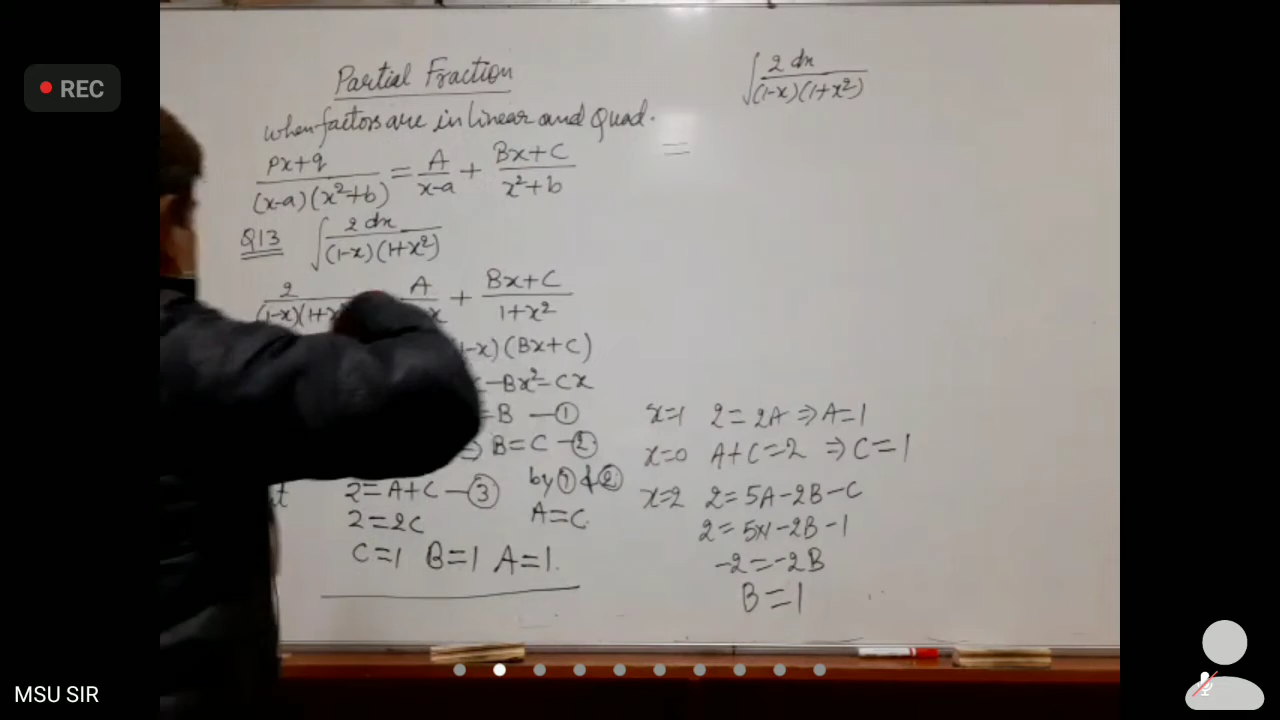 REC
Partial Fraction
when factors are in linear and Quad.
px+q/(x-a)(x²+b) = A/x-a + Bx+C/x²+b
Q13 ∫ 2 dx/(1-x)(1+x²)
2/(1-x)(1+x A/x + Bx+C/1+x²
-x)(Bx+C)
-Bx²-Cx
=B —①
⇒ B=C —②
2=A+C —③ by ① & ②
2=2C A=C.
C=1 B=1 A=1.
∫ 2 dx/(1-x)(1+x²)
=
x=1 2=2A ⇒ A=1
x=0 A+C=2 ⇒ C=1
x=2 2=5A-2B-C
2=5×1-2B-1
-2=-2B
B=1
MSU SIR